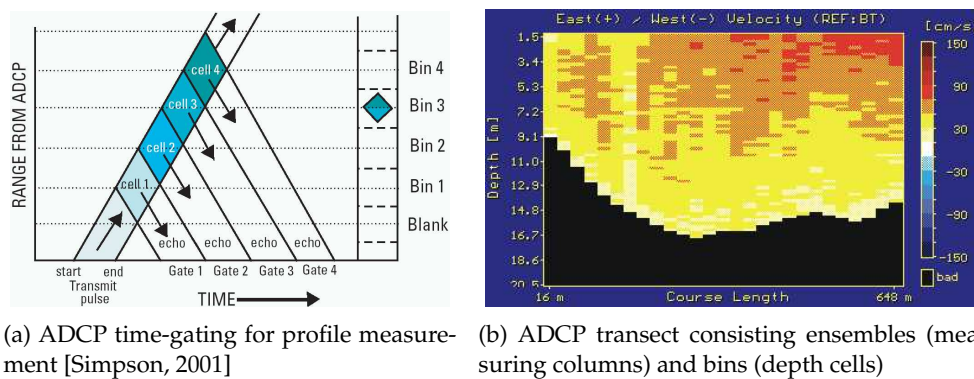 RANGE FROM ADCP
cell 4
cell 3
cell 2
cell 1
echo echo echo echo
start end Gate 1 Gate 2 Gate 3 Gate 4
Transmit
pulse
TIME
Bin 4
Bin 3
Bin 2
Bin 1
Blank
(a) ADCP time-gating for profile measure-
ment [Simpson, 2001]
East(+) / West(-) Velocity (REF:BT)
[cm/s
Depth [m]
1.5
3.4
5.3
7.2
9.1
11.0
12.9
14.8
16.7
18.6
20.5
16 m Course Length 648 m
150
90
30
-30
-90
-150
bad
(b) ADCP transect consisting ensembles (mea
suring columns) and bins (depth cells)